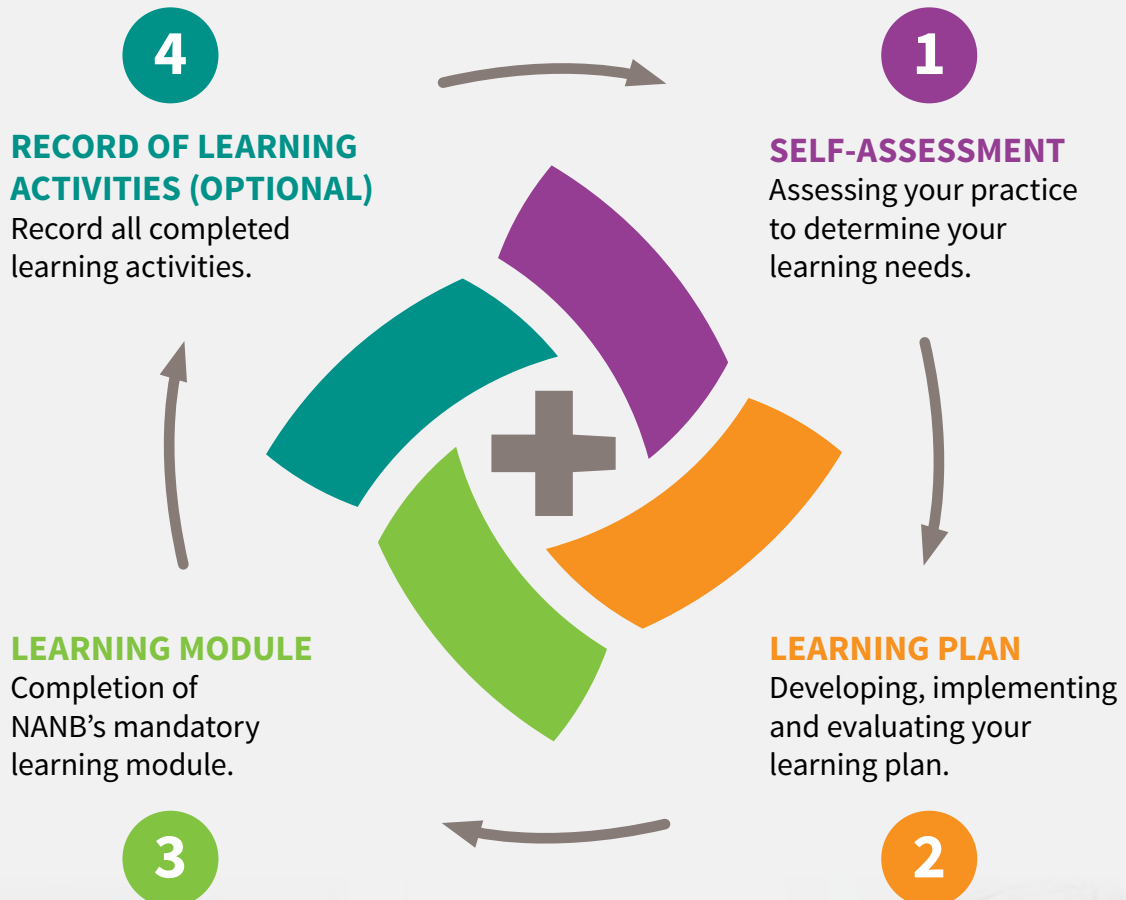 4
RECORD OF LEARNING
ACTIVITIES (OPTIONAL)
Record all completed
learning activities.
1
SELF-ASSESSMENT
Assessing your practice
to determine your
learning needs.
LEARNING MODULE
Completion of
NANB’s mandatory
learning module.
3
LEARNING PLAN
Developing, implementing
and evaluating your
learning plan.
2